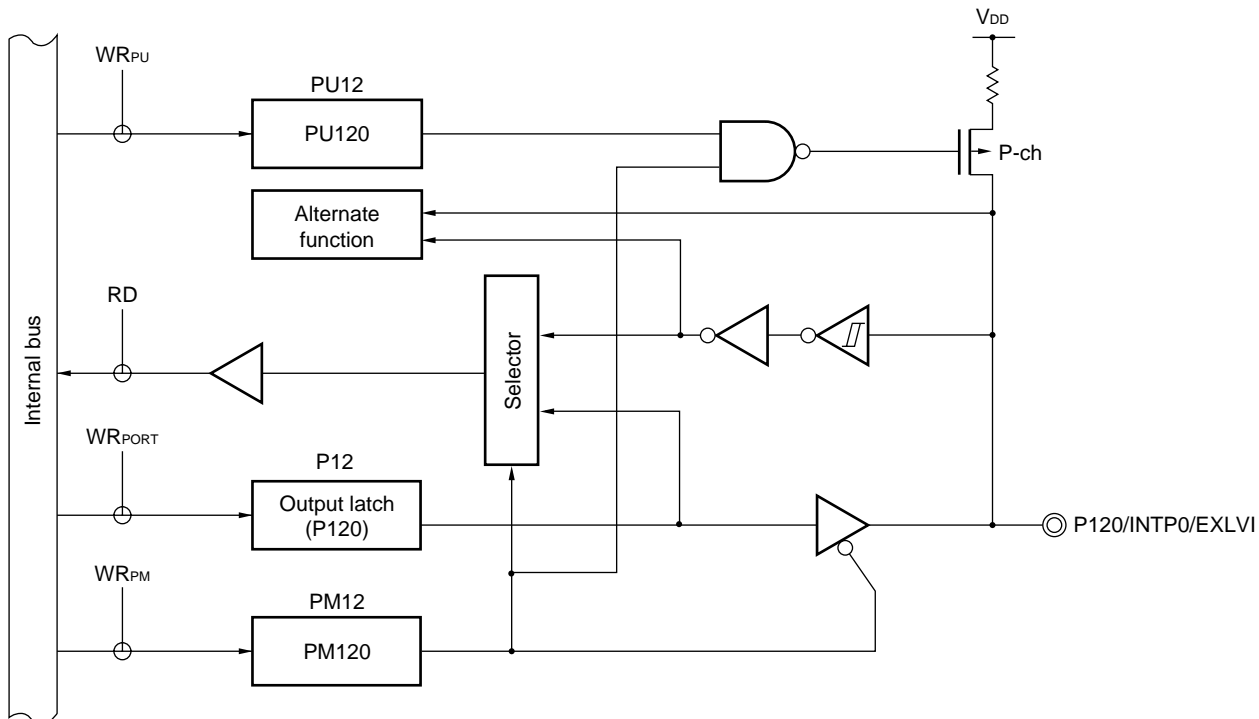 VDD
WRPU
PU12
PU120
P-ch
Alternate
function
RD
Internal bus
Selector
WRPORT
P12
Output latch
(P120)
P120/INTP0/EXLVI
WRPM
PM12
PM120